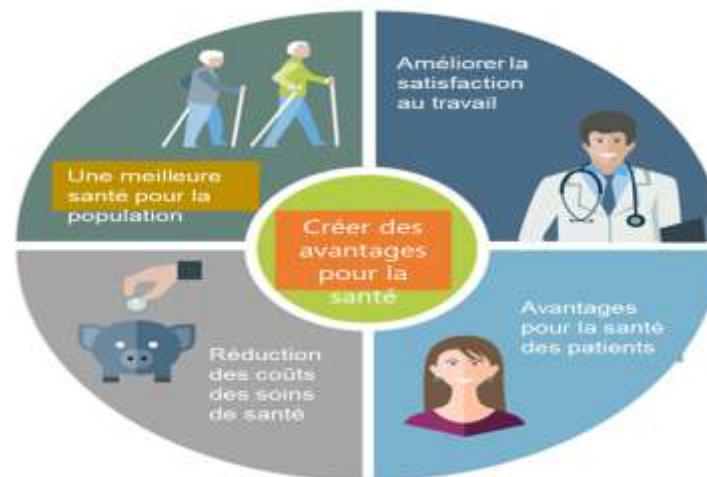 Améliorer la
satisfaction
au travail
Une meilleure
santé pour la
population
Créer des
avantages
pour la
santé
Avantages
pour la santé
des patients
Réduction
des coûts
des soins
de santé